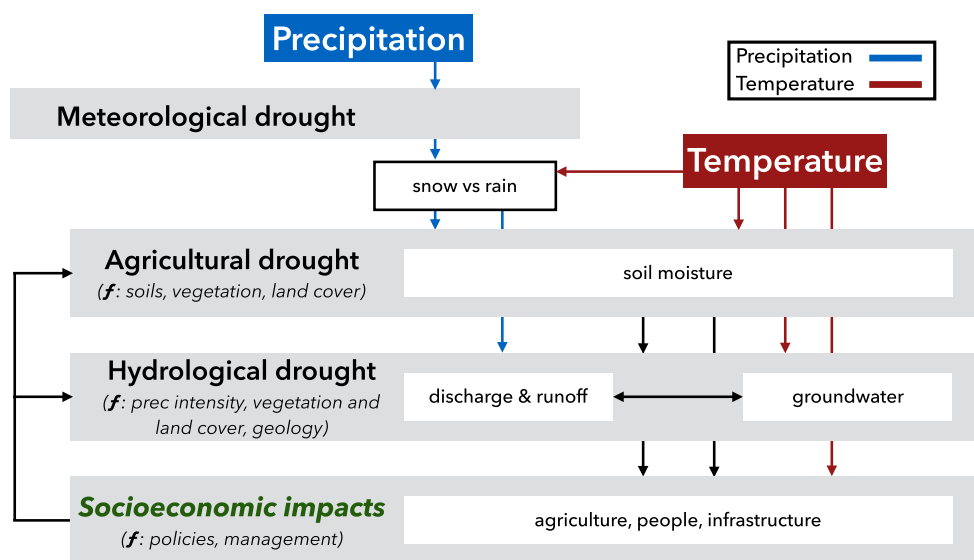 Precipitation
Precipitation
Temperature
Meteorological drought
Temperature
snow vs rain
Agricultural drought
(ƒ: soils, vegetation, land cover)
soil moisture
Hydrological drought
(ƒ: prec intensity, vegetation and
land cover, geology)
discharge & runoff
groundwater
Socioeconomic impacts
(ƒ: policies, management)
agriculture, people, infrastructure